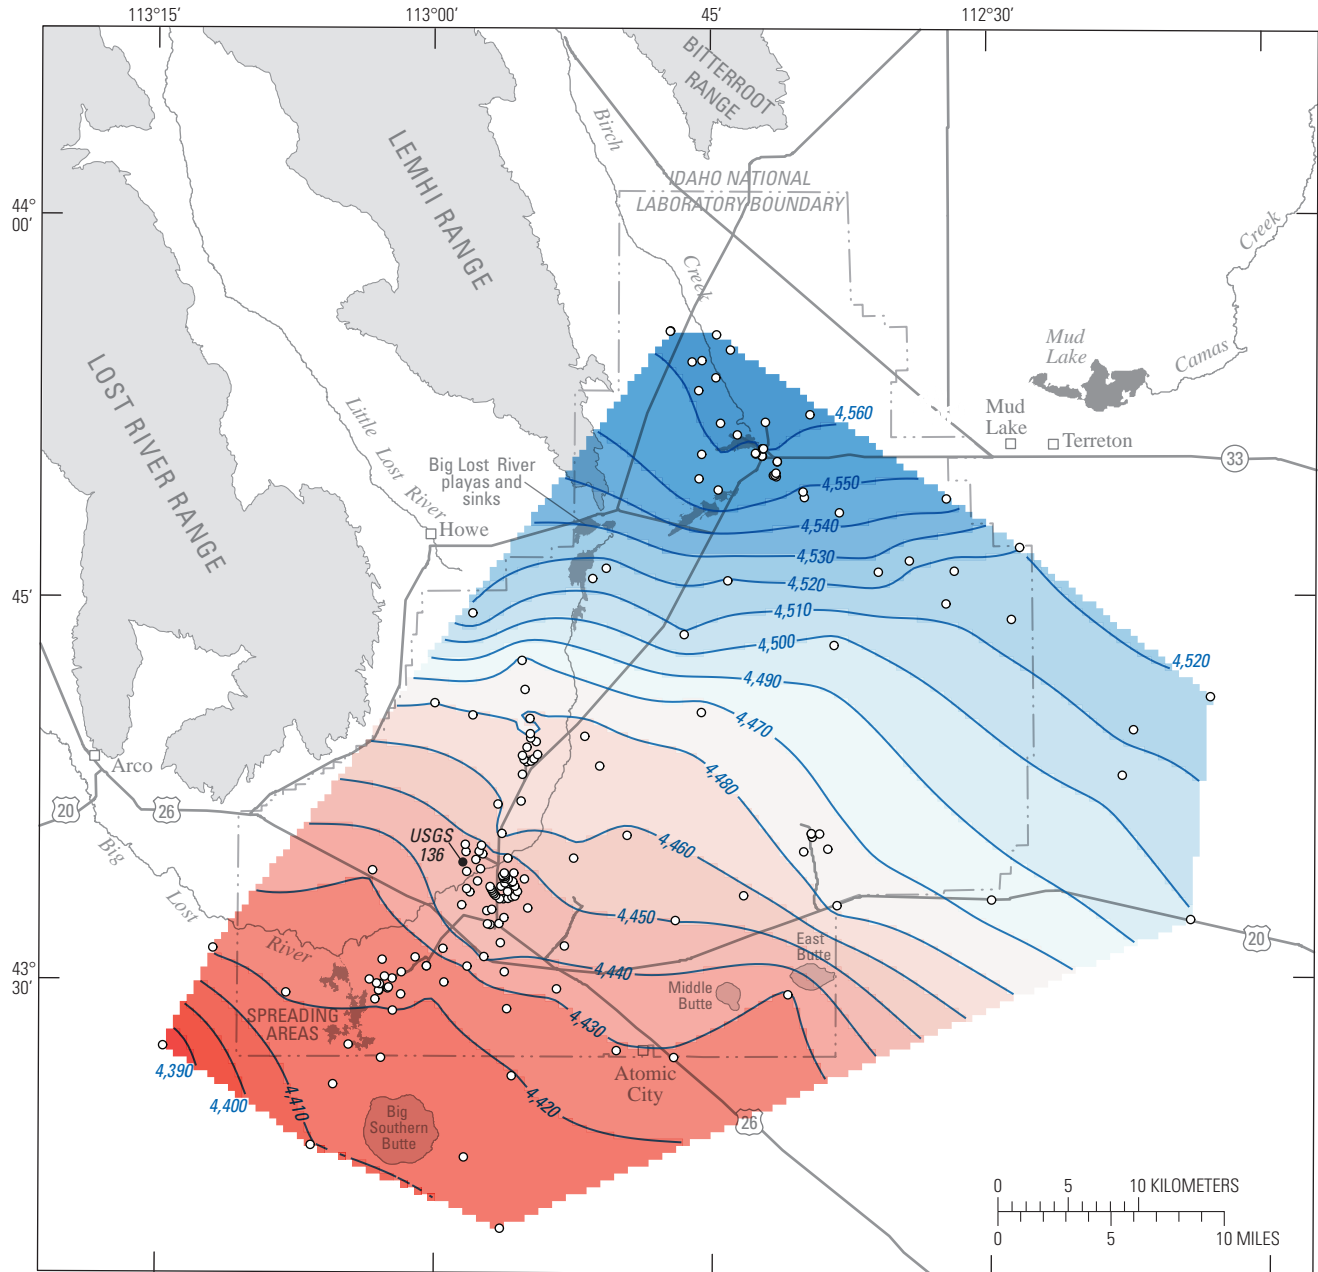 113°15′
113°00′
45′
112°30′
BITTERROOT
RANGE
Birch
LEMHI RANGE
IDAHO NATIONAL
LABORATORY BOUNDARY
44°
00′
Creek
Creek
Mud
Lake
Camas
LOST RIVER RANGE
Little Lost River
4,560
Mud
Lake
Terreton
33
Big Lost River
playas and
sinks
4,550
4,540
Howe
4,530
4,520
45′
4,510
4,500
4,520
4,490
4,470
Arco
4,480
20
26
USGS
136
4,460
Big
Lost
River
4,450
East
Butte
20
43°
30′
4,440
Middle
Butte
SPREADING
AREAS
4,430
4,390
Atomic
City
4,400
4,410
4,420
Big
Southern
Butte
26
0 5 10 KILOMETERS
0 5 10 MILES